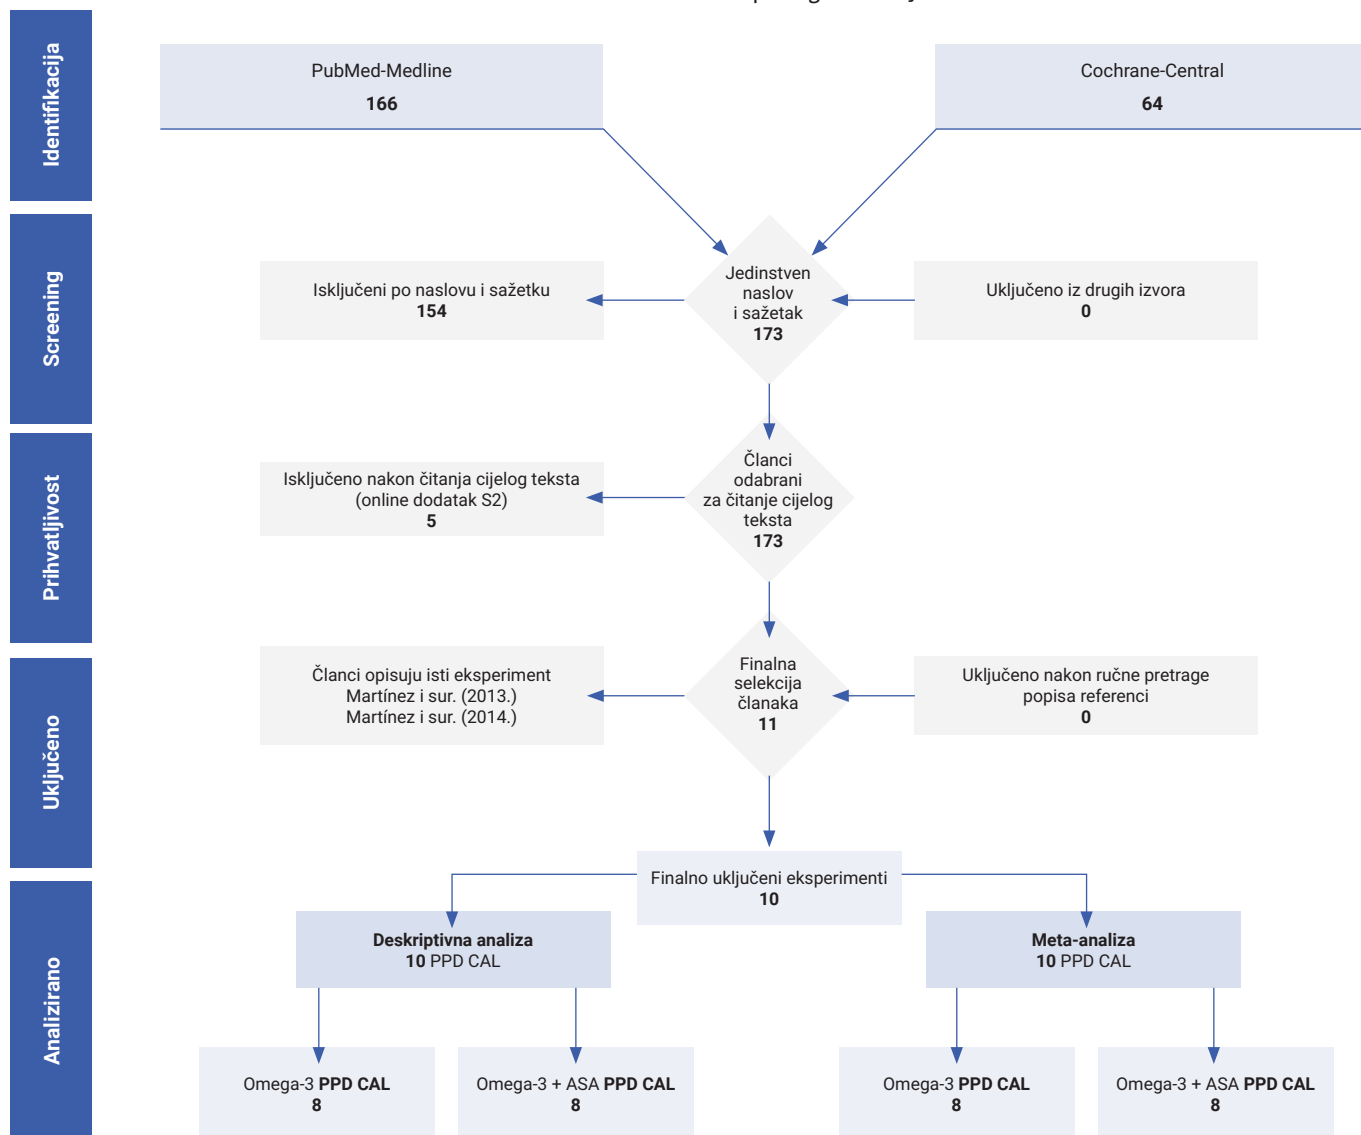 Identifikacija
PubMed-Medline
166
Cochrane-Central
64
Screening
Isključeni po naslovu i sažetku
154
Jedinstven
naslov
i sažetak
173
Uključeno iz drugih izvora
0
Prihvatljivost
Isključeno nakon čitanja cijelog teksta
(online dodatak S2)
5
Članci
odabrani
za čitanje cijelog
teksta
173
Uključeno
Članci opisuju isti eksperiment
Martínez i sur. (2013.)
Martínez i sur. (2014.)
Finalna
selekcija
članaka
11
Uključeno nakon ručne pretrage
popisa referenci
0
Analizirano
Finalno uključeni eksperimenti
10
Deskriptivna analiza
10 PPD CAL
Meta-analiza
10 PPD CAL
Omega-3 PPD CAL
8
Omega-3 + ASA PPD CAL
8
Omega-3 PPD CAL
8
Omega-3 + ASA PPD CAL
8